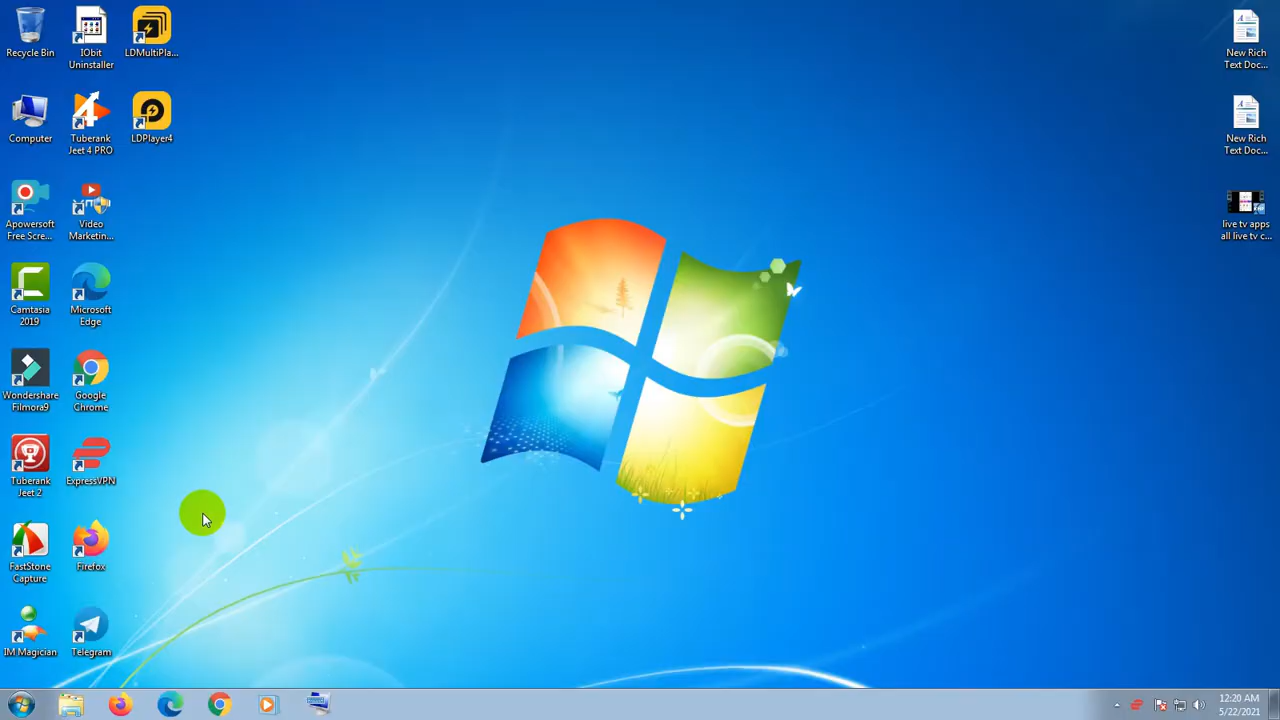 Recycle Bin
IObit
Uninstaller
LDMultiPla...
Computer
Tuberank
Jeet 4 PRO
LDPlayer4
Apowersoft
Free Scre...
Video
Marketin...
Camtasia
2019
Microsoft
Edge
Wondershare
Filmora9
Google
Chrome
Tuberank
Jeet 2
ExpressVPN
FastStone
Capture
Firefox
IM Magician
Telegram
New Rich
Text Doc...
New Rich
Text Doc...
live tv apps
all live tv c...
12:20 AM
5/22/2021